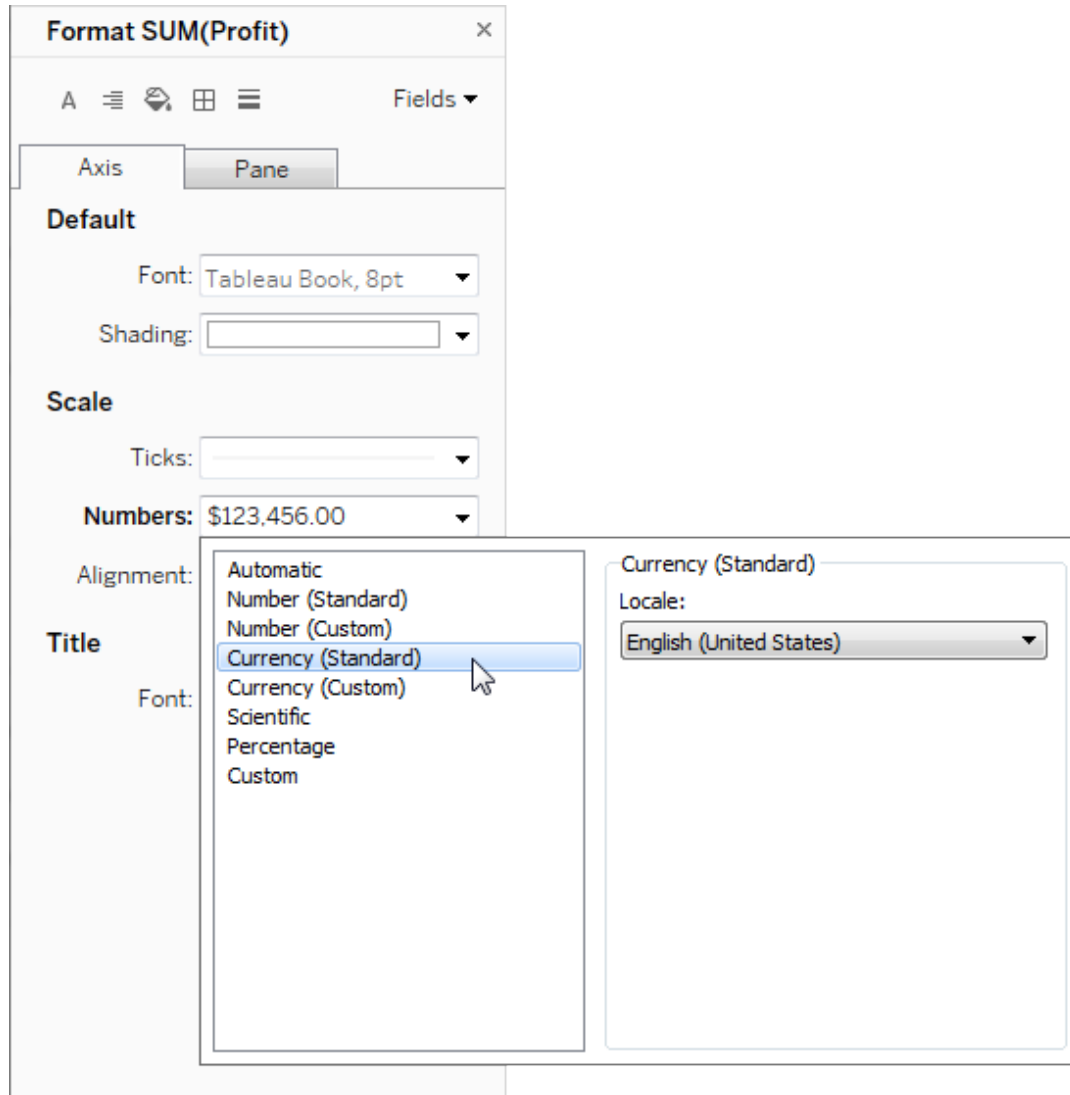 Format SUM(Profit)
A
Fields
Axis
Pane
Default
Font: Tableau Book, 8pt
Shading:
Scale
Ticks:
Numbers: $123,456.00
Alignment:
Title
Font:
Automatic
Number (Standard)
Number (Custom)
Currency (Standard)
Currency (Custom)
Scientific
Percentage
Custom
Currency (Standard)
Locale:
English (United States)